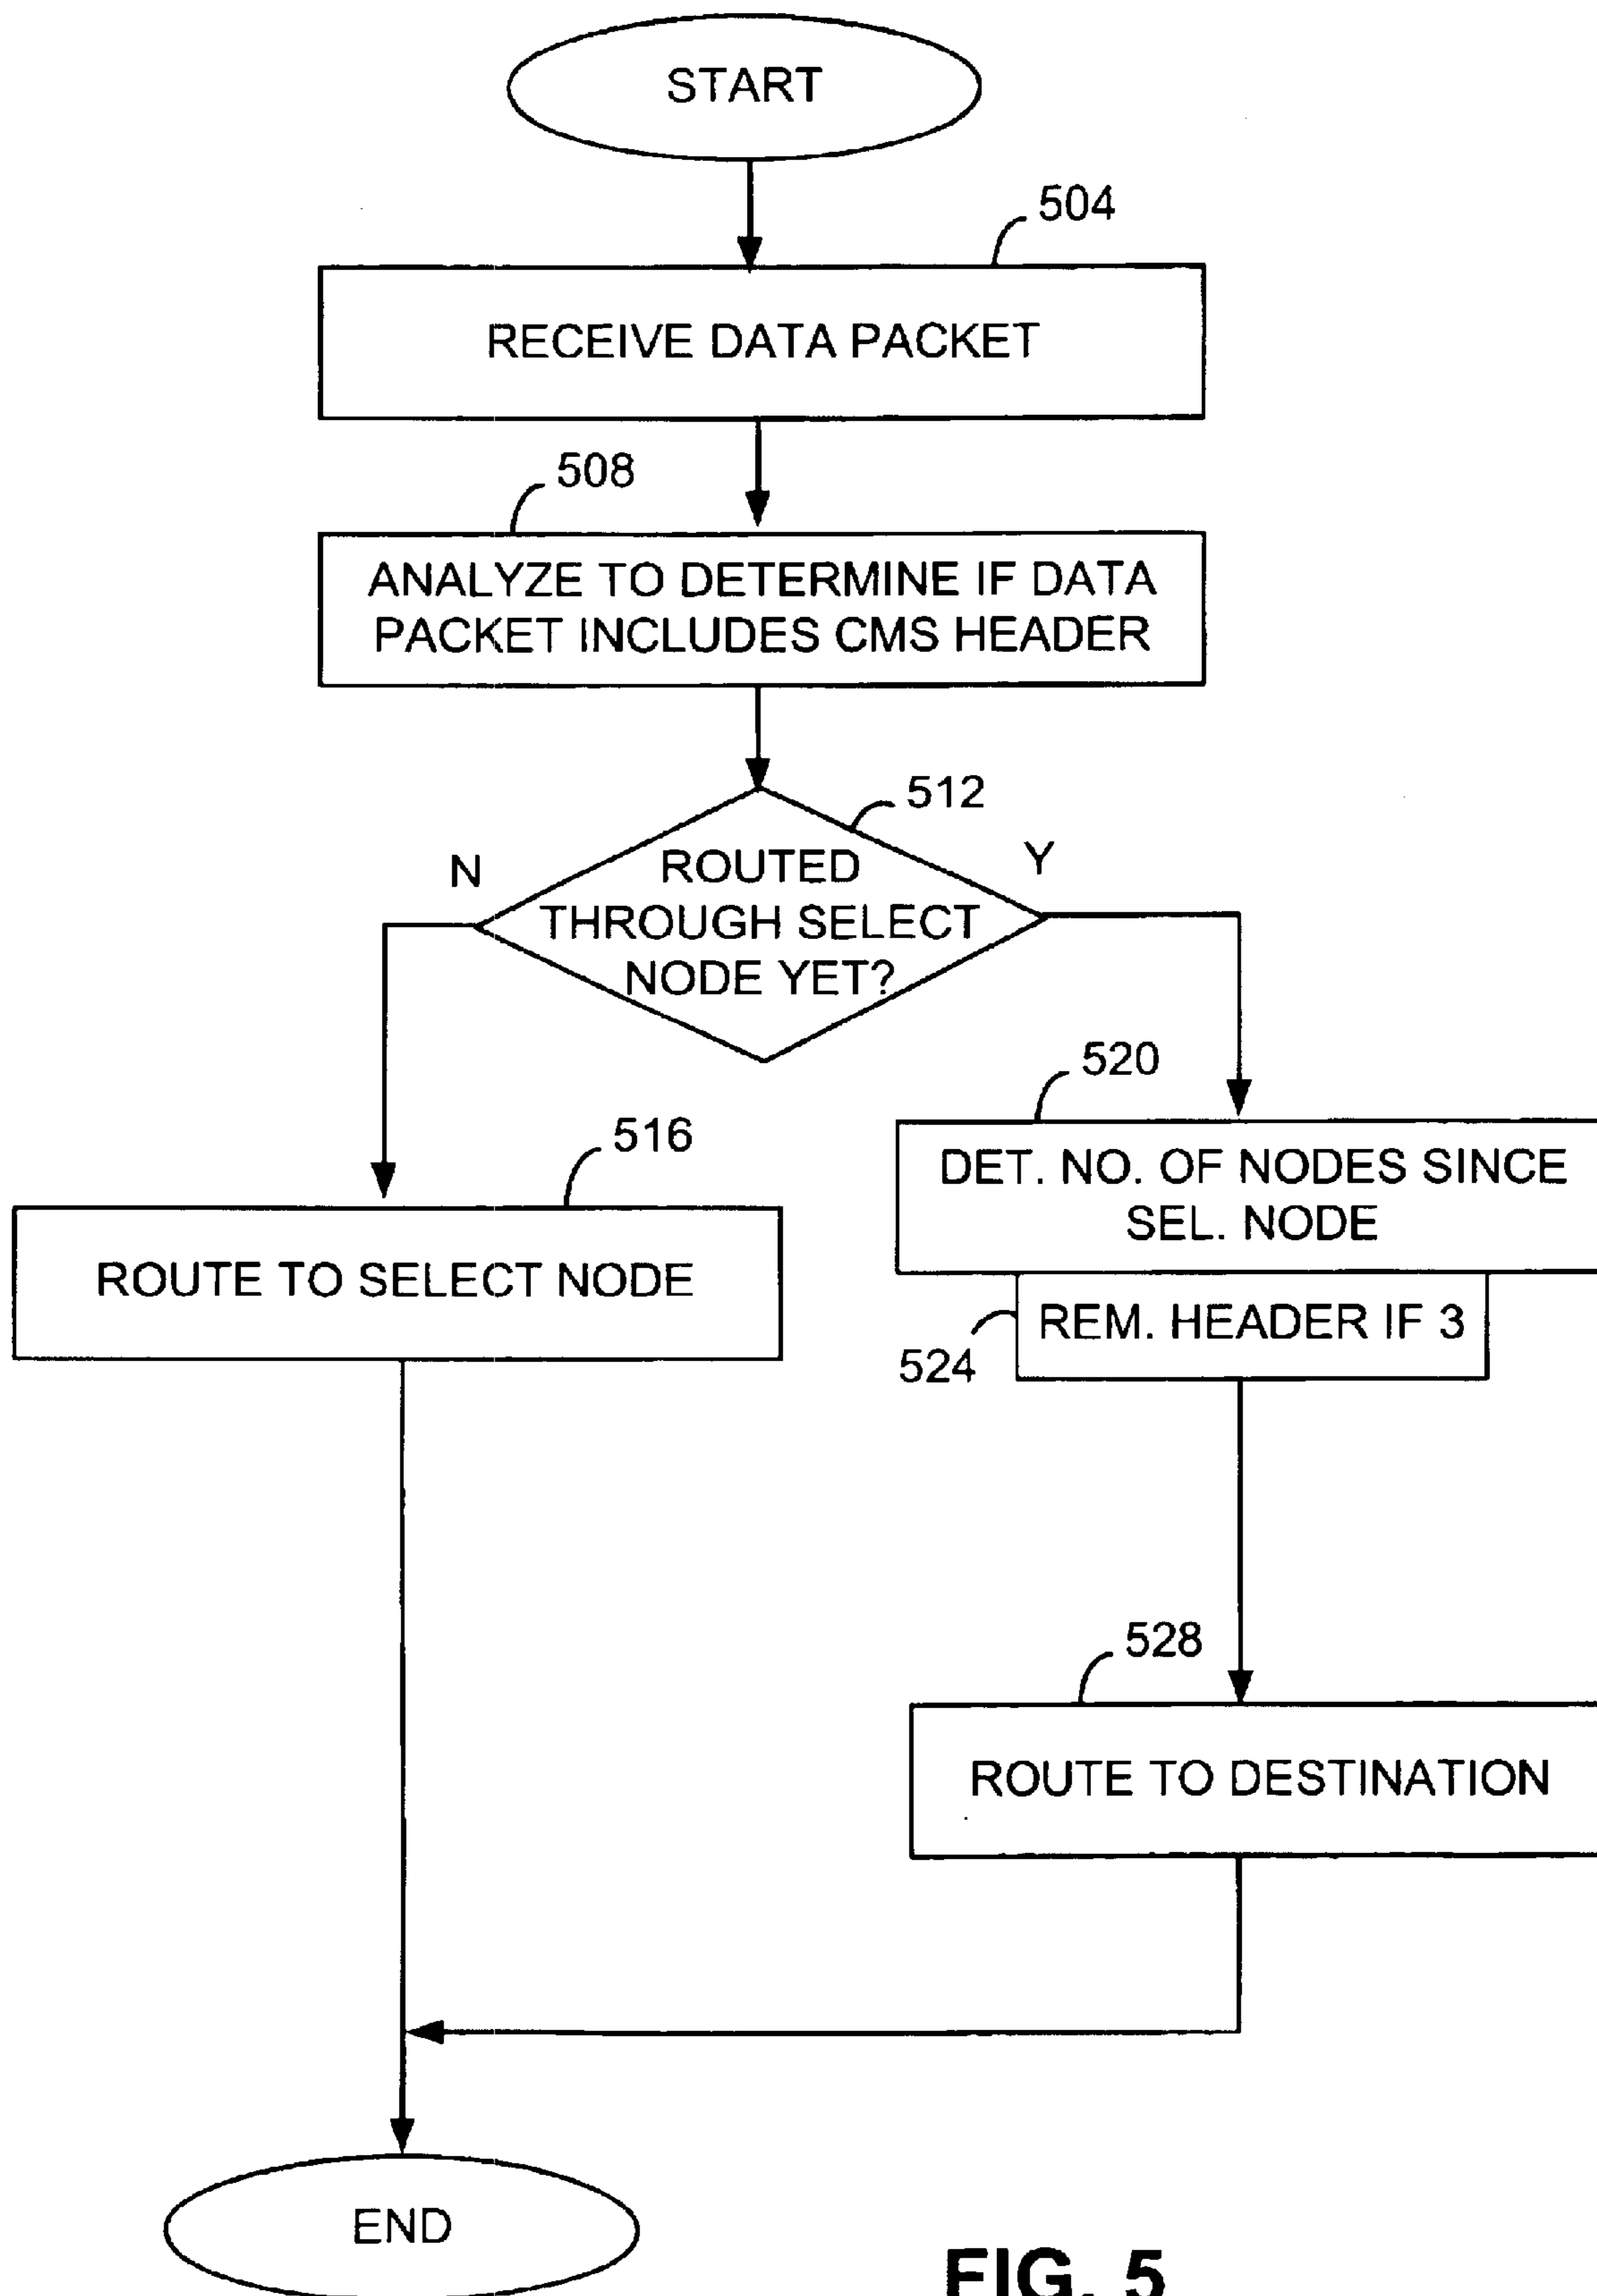 START
504
RECEIVE DATA PACKET
508
ANALYZE TO DETERMINE IF DATA
PACKET INCLUDES CMS HEADER
512
N
Y
ROUTED
THROUGH SELECT
NODE YET?
520
516
DET. NO. OF NODES SINCE
SEL. NODE
ROUTE TO SELECT NODE
REM. HEADER IF 3
524
528
ROUTE TO DESTINATION
END
FIG. 5